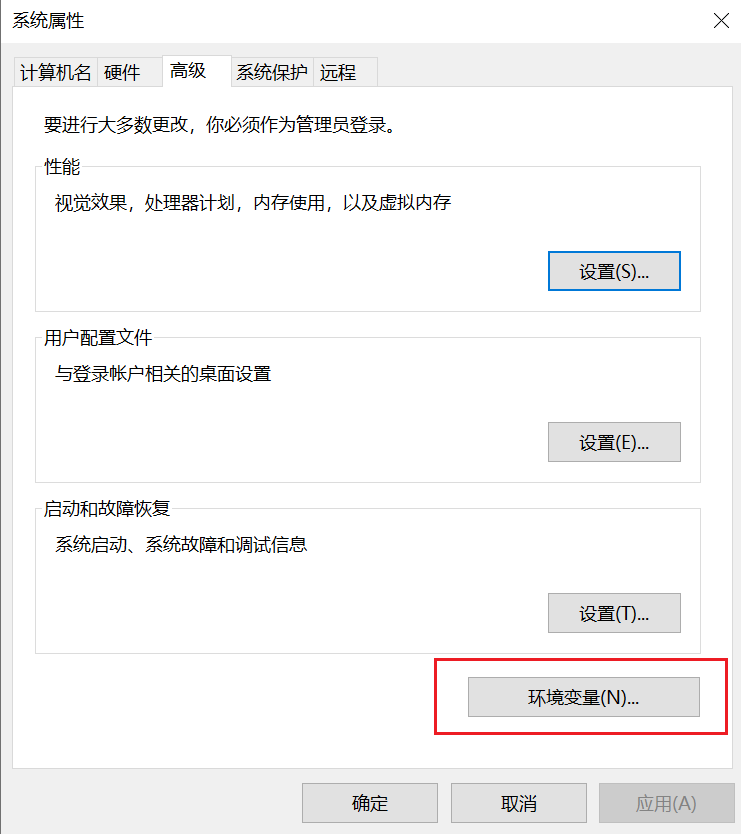 系统属性
计算机名 硬件 高级 系统保护 远程
要进行大多数更改，你必须作为管理员登录。
性能
视觉效果，处理器计划，内存使用，以及虚拟内存
设置(S)...
用户配置文件
与登录帐户相关的桌面设置
设置(E)...
启动和故障恢复
系统启动、系统故障和调试信息
设置(T)...
环境变量(N)...
确定 取消 应用(A)